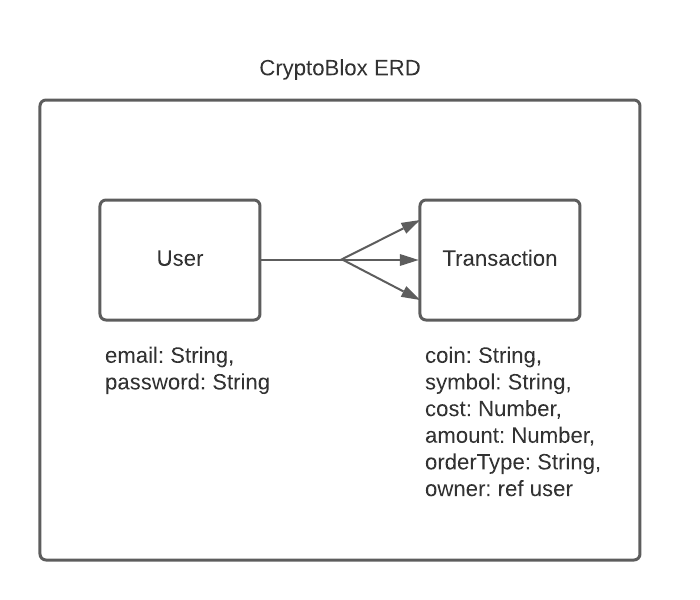 CryptoBlox ERD
User
Transaction
email: String,
password: String
coin: String,
symbol: String,
cost: Number,
amount: Number,
orderType: String,
owner: ref user